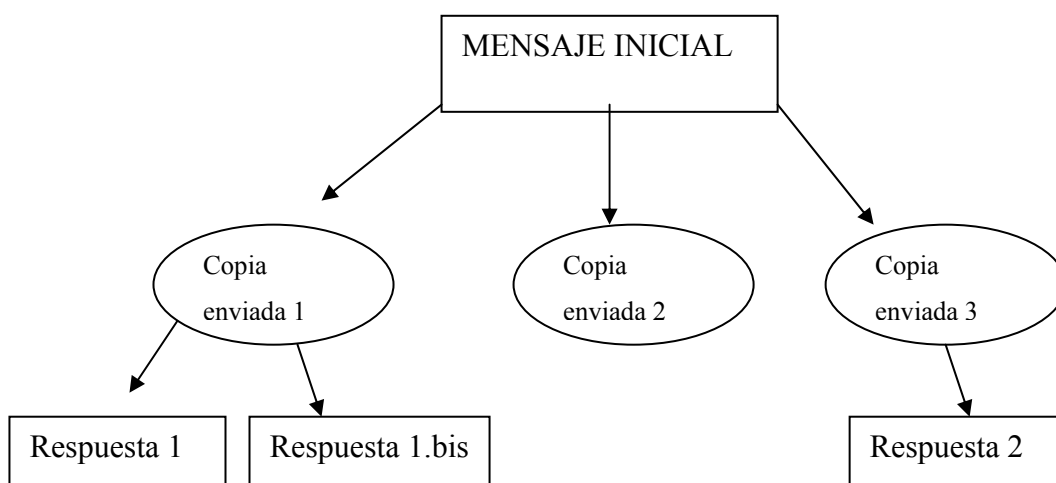 MENSAJE INICIAL
Copia
enviada 1
Copia
enviada 2
Copia
enviada 3
Respuesta 1
Respuesta 1.bis
Respuesta 2